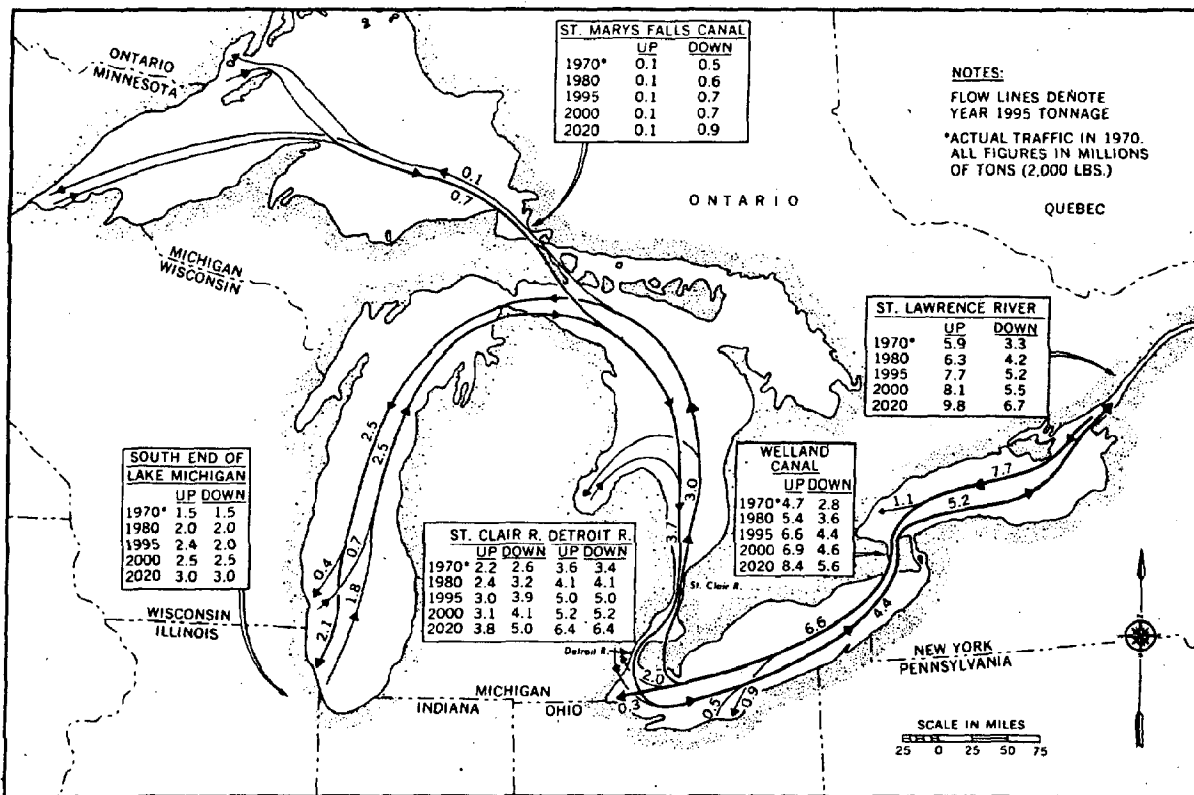 ONTARIO
MINNESOTA
ST. MARYS FALLS CANAL
UP DOWN
1970* 0.1 0.5
1980 0.1 0.6
1995 0.1 0.7
2000 0.1 0.7
2020 0.1 0.9
NOTES:
FLOW LINES DENOTE
YEAR 1995 TONNAGE
*ACTUAL TRAFFIC IN 1970.
ALL FIGURES IN MILLIONS
OF TONS (2,000 LBS.)
0.1
0.7
ONTARIO
QUEBEC
MICHIGAN
WISCONSIN
ST. LAWRENCE RIVER
UP DOWN
1970* 5.9 3.3
1980 6.3 4.2
1995 7.7 5.2
2000 8.1 5.5
2020 9.8 6.7
2.5
2.5
SOUTH END OF
LAKE MICHIGAN
UP DOWN
1970* 1.5 1.5
1980 2.0 2.0
1995 2.4 2.0
2000 2.5 2.5
2020 3.0 3.0
WELLAND
CANAL
UP DOWN
1970* 4.7 2.8
1980 5.4 3.6
1995 6.6 4.4
2000 6.9 4.6
2020 8.4 5.6
7.7
1.1
5.2
3.0
3.7
ST. CLAIR R. DETROIT R.
UP DOWN UP DOWN
1970* 2.2 2.6 3.6 3.4
1980 2.4 3.2 4.1 4.1
1995 3.0 3.9 5.0 5.0
2000 3.1 4.1 5.2 5.2
2020 3.8 5.0 6.4 6.4
0.4
0.7
1.8
2.1
St. Clair R.
WISCONSIN
ILLINOIS
Detroit R.
6.6
4.4
NEW YORK
PENNSYLVANIA
2.0
0.3
0.5
0.9
MICHIGAN
INDIANA
OHIO
SCALE IN MILES
25 0 25 50 75